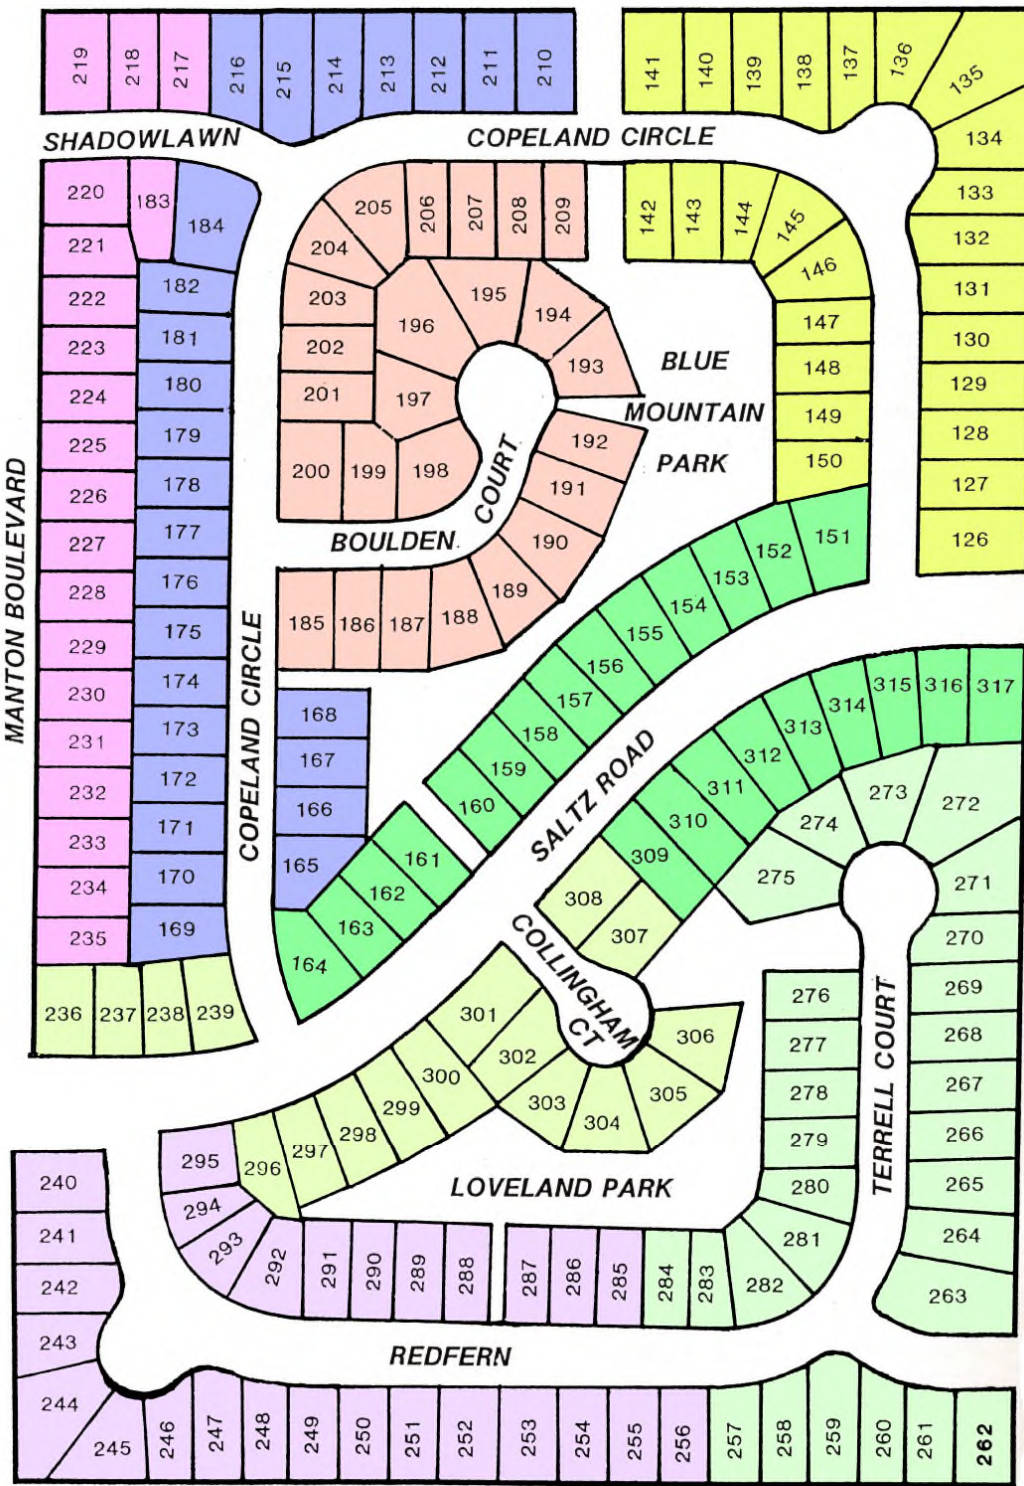 219 218 217 216 215 214 213 212 211 210 141 140 139 138 137 136 135
SHADOWLAWN
COPELAND CIRCLE
134
220 183 184 205 206 207 208 209 142 143 144 145 133
221 204 146 132
222 182 203 196 195 194 147 131
223 181 202 193 BLUE 148 130
224 180 201 197 MOUNTAIN 149 129
225 179 200 199 198 192 PARK 150 128
226 178 191 127
227 177 BOULDEN COURT 190 152 151 126
228 176 189 154 153
229 175 185 186 187 188 156 155
230 174 157 315 316 317
231 173 168 158 313 314
232 172 167 159 312
233 171 166 160 311 273 272
234 170 165 161 310 274
235 169 162 309 275 271
MANTON BOULEVARD
COPELAND CIRCLE
SALTZ ROAD
163 308 270
164 307
236 237 238 239 301 276 269
COLLINGHAM
CT
TERRELL COURT
302 306 277 268
300 303 304 305 278 267
299 279 266
295 296 297 298 280 265
240 294 LOVELAND PARK 281 264
241 293 292 291 290 289 288 287 286 285 284 283 282 263
242
243
REDFERN
244
245 246 247 248 249 250 251 252 253 254 255 256 257 258 259 260 261 262